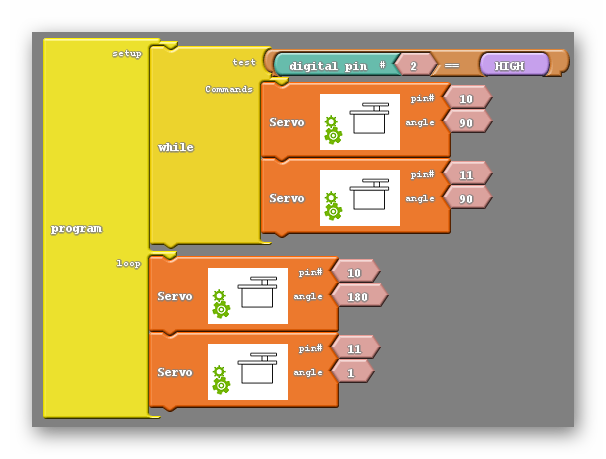 setup
test
digital pin # 2 == HIGH
Commands
pin# 10
Servo
angle 90
while
pin# 11
Servo
angle 90
program
loop
pin# 10
Servo
angle 180
pin# 11
Servo
angle 1